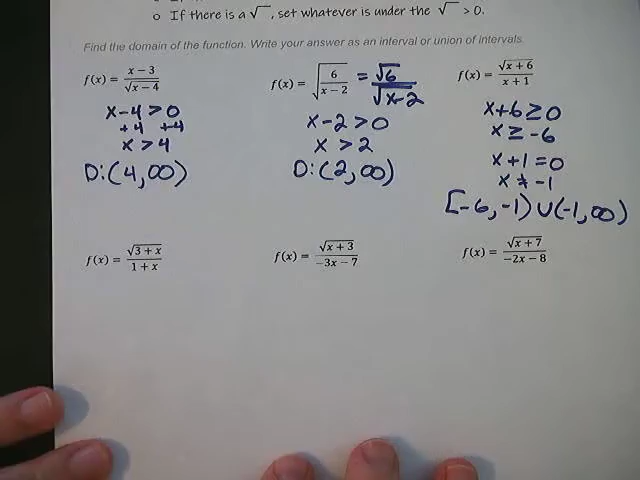 o If there is a √ , set whatever is under the √ > 0.
Find the domain of the function. Write your answer as an interval or union of intervals.
f(x) = (x − 3)/√(x − 4)
x-4>0
+4 +4
x > 4
D:(4,∞)
f(x) = √(6/(x − 2)) = √6/√(x-2)
x-2 >0
x > 2
D:(2,∞)
f(x) = √(x + 6)/(x + 1)
x+6 ≥ 0
x ≥ -6
x+1 = 0
x ≠ -1
[-6,-1)∪(-1,∞)
f(x) = √(3 + x)/(1 + x)
f(x) = √(x + 3)/(−3x − 7)
f(x) = √(x + 7)/(−2x − 8)